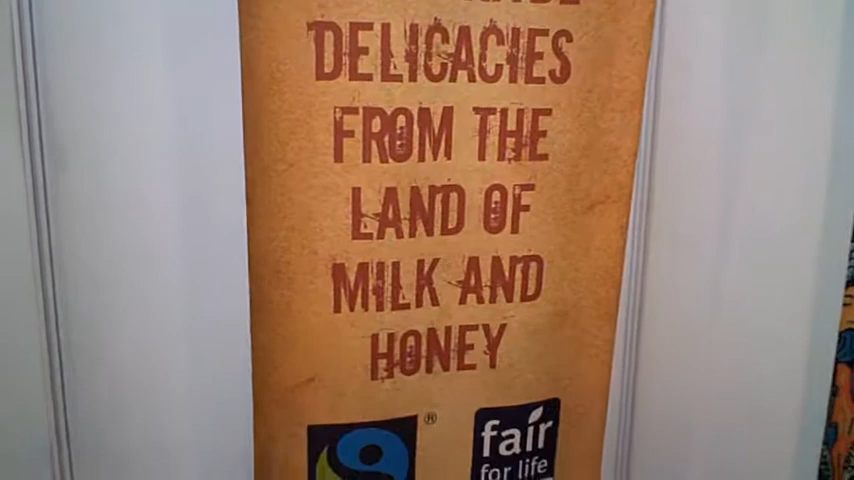 DELICACIES
FROM THE
LAND OF
MILK AND
HONEY
®
fair
for life